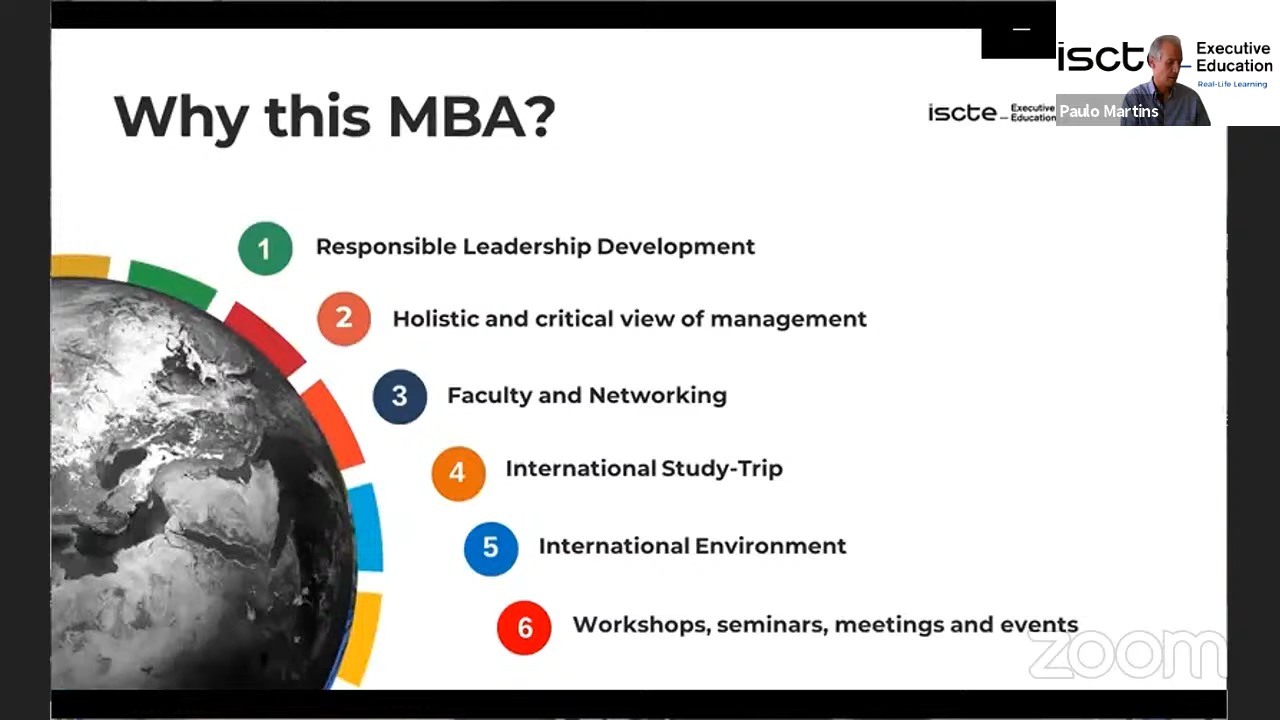 Why this MBA?
iscte
Executive
Education
isct
Executive
Education
Real-Life Learning
Paulo Martins
1
Responsible Leadership Development
2
Holistic and critical view of management
3
Faculty and Networking
4
International Study-Trip
5
International Environment
6
Workshops, seminars, meetings and events
zoom